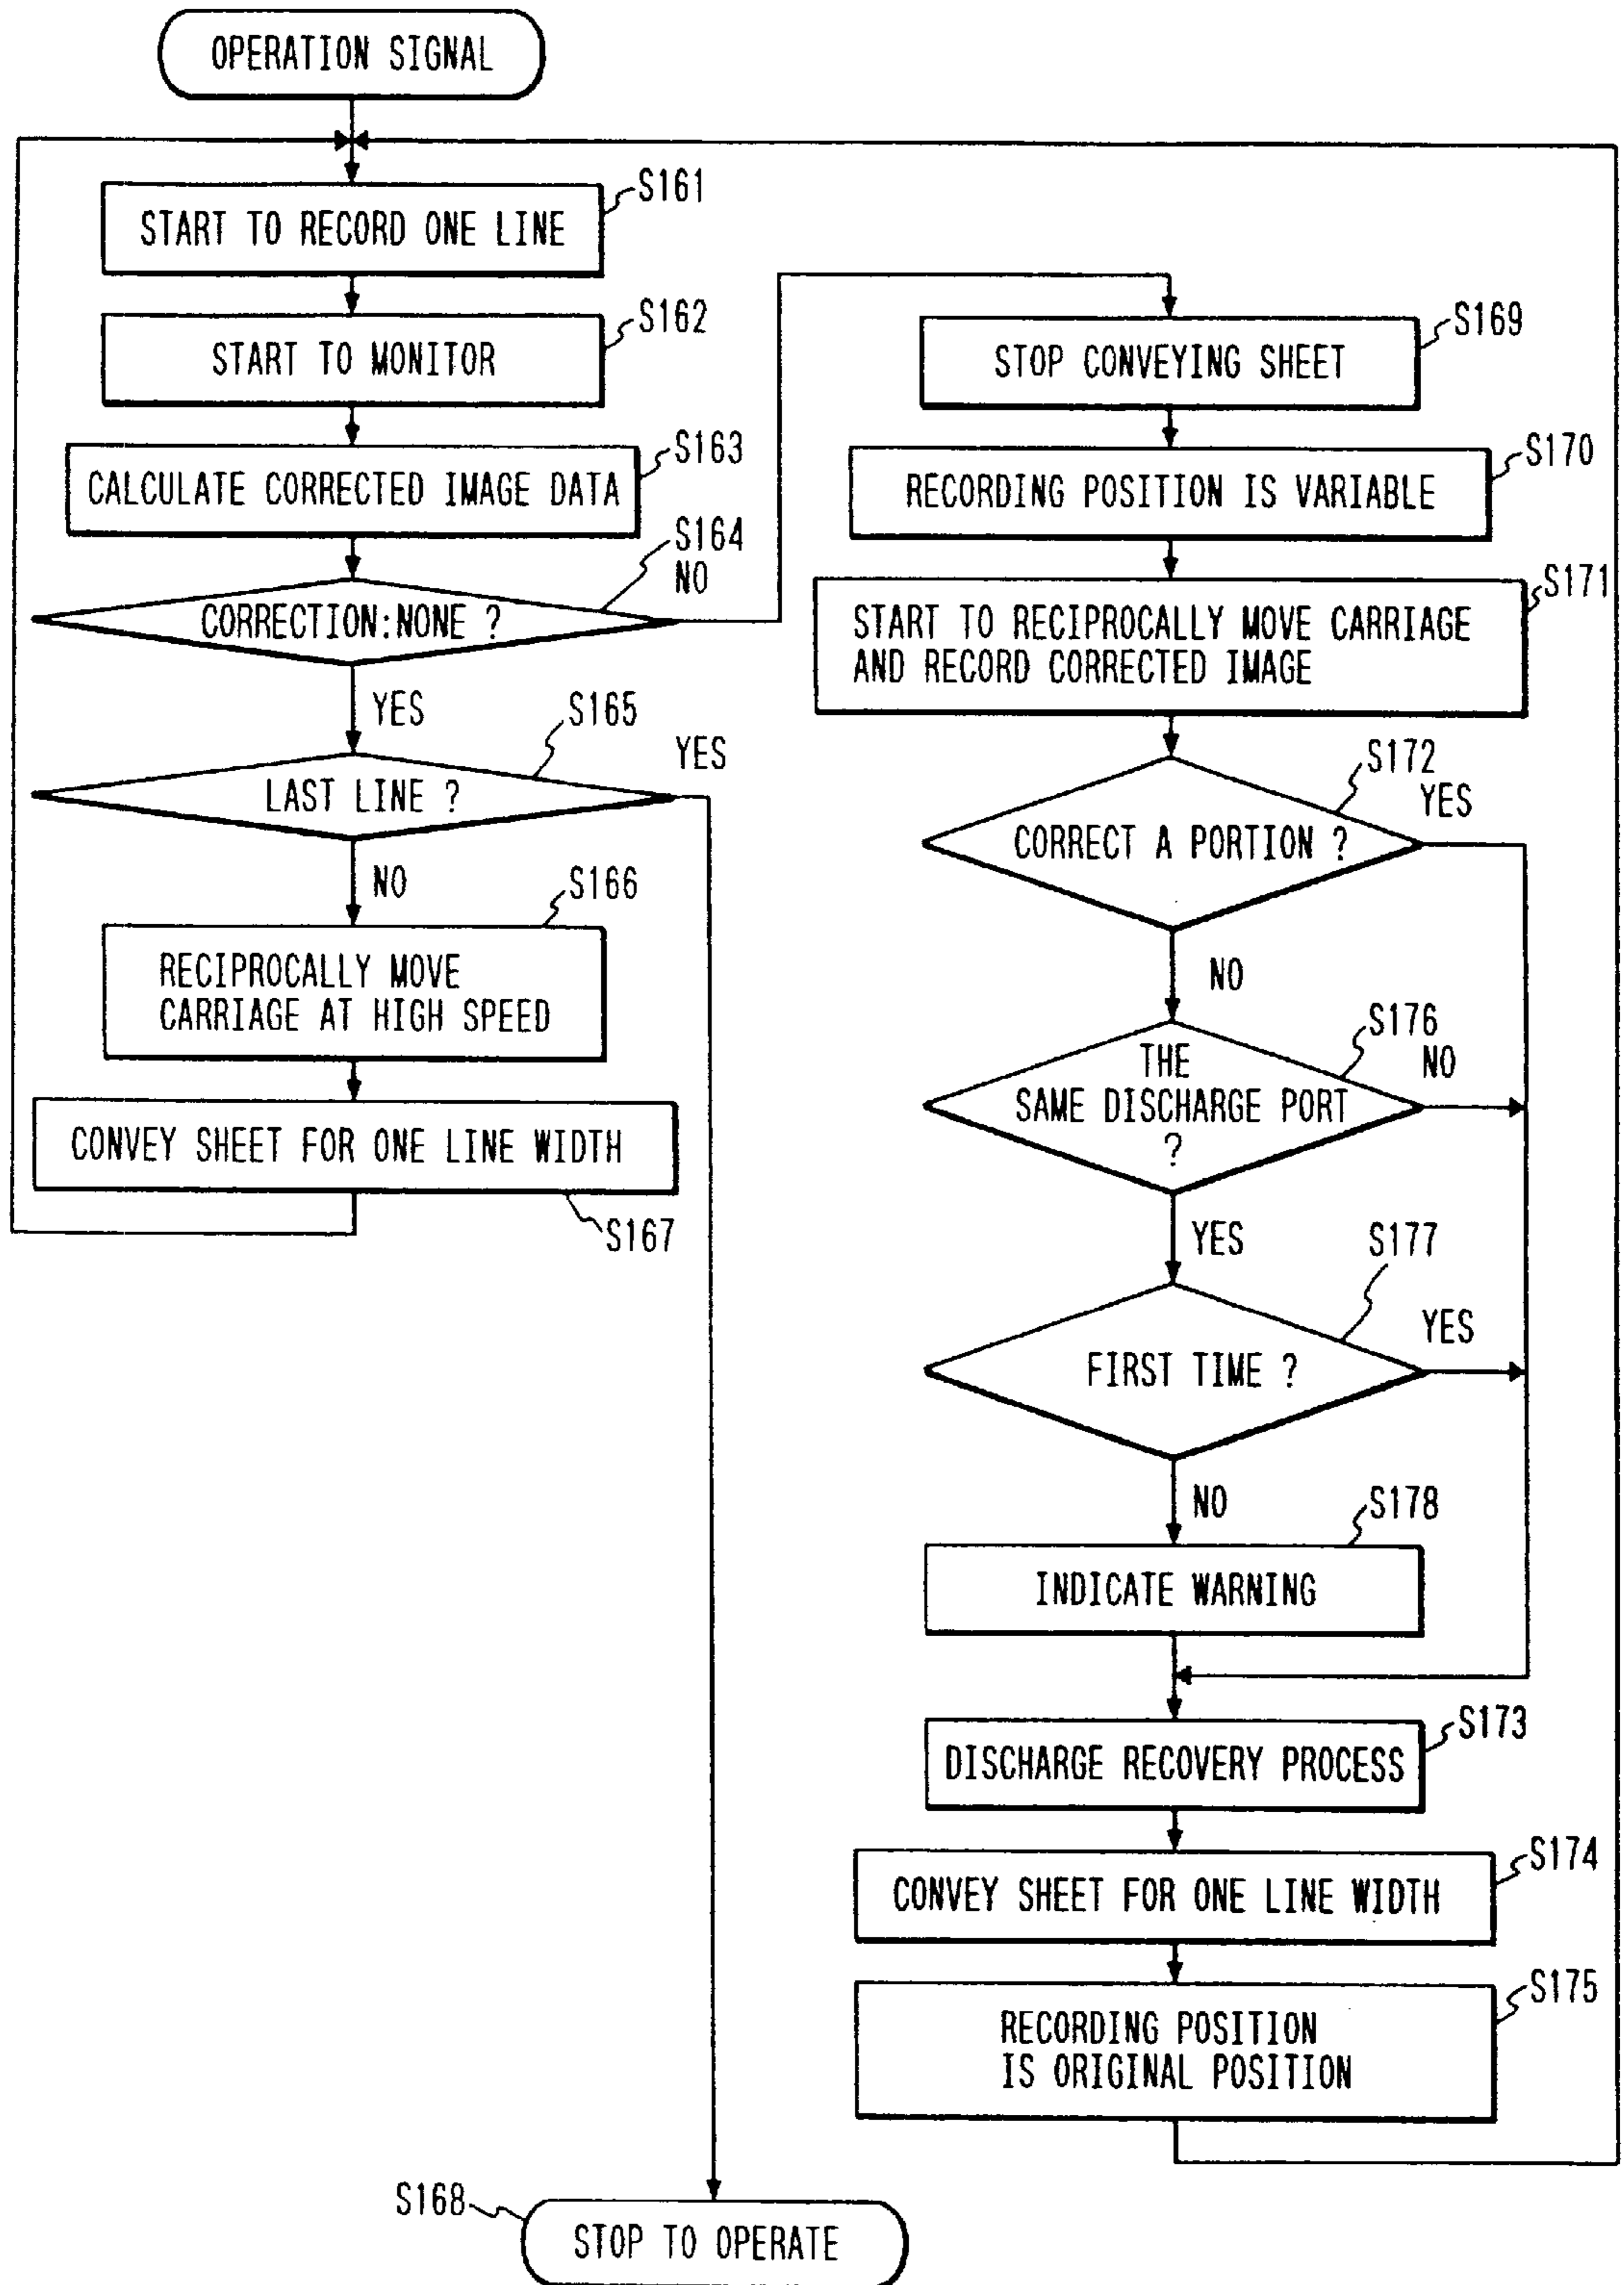 OPERATION SIGNAL
S161
START TO RECORD ONE LINE
S162
START TO MONITOR
S163
CALCULATE CORRECTED IMAGE DATA
S164
NO
CORRECTION:NONE ?
YES
S165
YES
LAST LINE ?
NO
S166
RECIPROCALLY MOVE
CARRIAGE AT HIGH SPEED
CONVEY SHEET FOR ONE LINE WIDTH
S167
S168
STOP TO OPERATE
S169
STOP CONVEYING SHEET
S170
RECORDING POSITION IS VARIABLE
S171
START TO RECIPROCALLY MOVE CARRIAGE
AND RECORD CORRECTED IMAGE
S172
YES
CORRECT A PORTION ?
NO
S176
NO
THE
SAME DISCHARGE PORT
?
YES
S177
YES
FIRST TIME ?
NO
S178
INDICATE WARNING
S173
DISCHARGE RECOVERY PROCESS
S174
CONVEY SHEET FOR ONE LINE WIDTH
S175
RECORDING POSITION
IS ORIGINAL POSITION